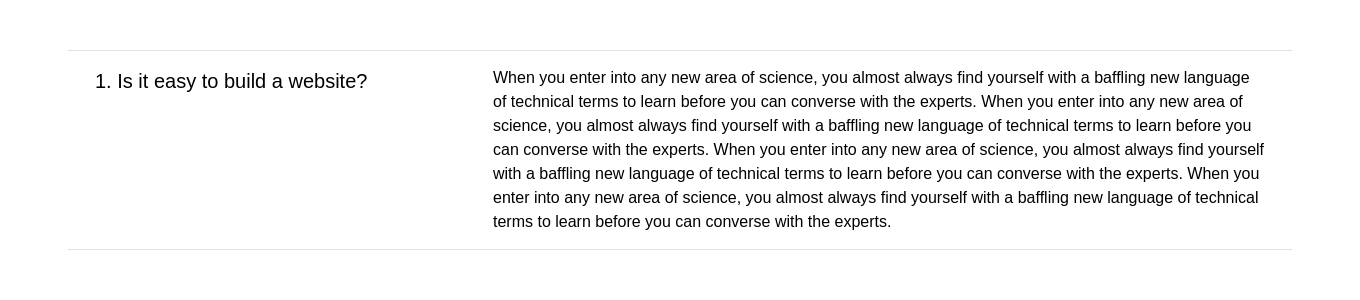 1. Is it easy to build a website?
When you enter into any new area of science, you almost always find yourself with a baffling new language
of technical terms to learn before you can converse with the experts. When you enter into any new area of
science, you almost always find yourself with a baffling new language of technical terms to learn before you
can converse with the experts. When you enter into any new area of science, you almost always find yourself
with a baffling new language of technical terms to learn before you can converse with the experts. When you
enter into any new area of science, you almost always find yourself with a baffling new language of technical
terms to learn before you can converse with the experts.